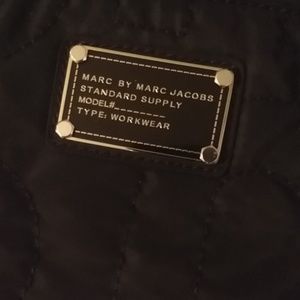 MARC BY MARC JACOBS
STANDARD SUPPLY
MODEL#________
TYPE: WORKWEAR